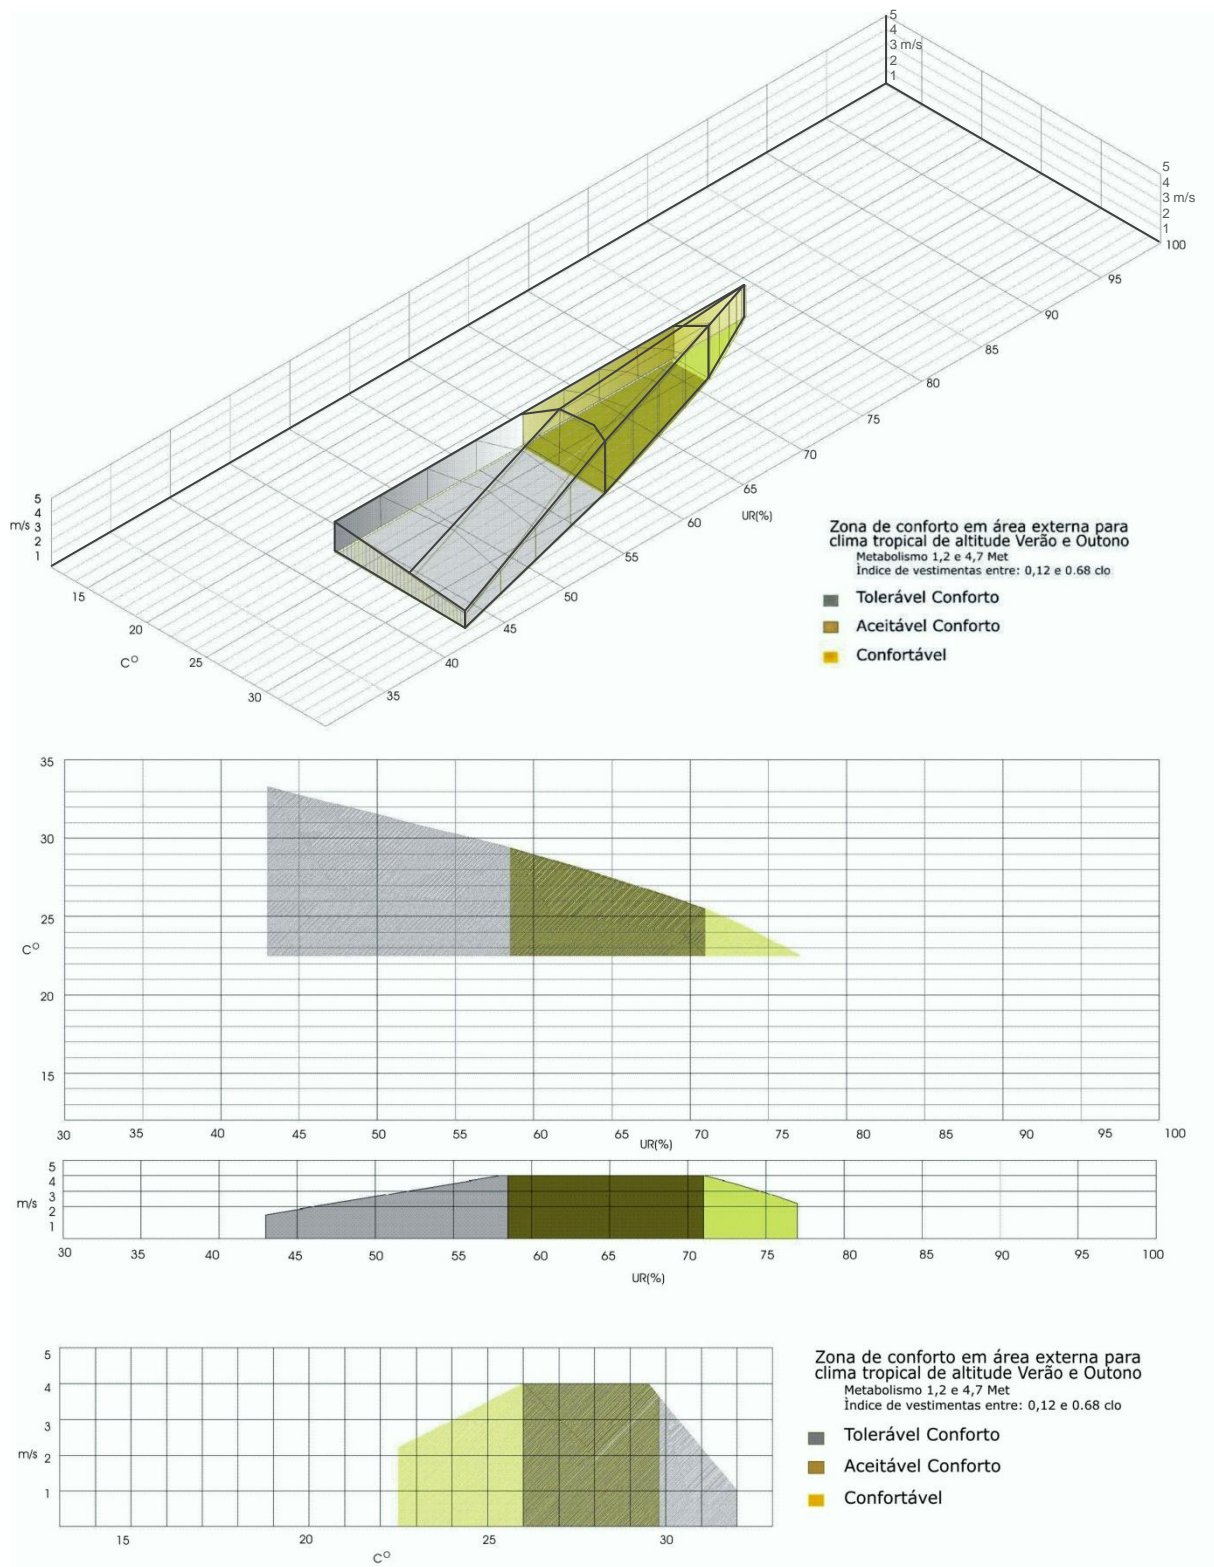 5
4
3 m/s
2
1
5
4
3 m/s
2
1
100
95
90
85
80
75
70
65
UR(%)
60
55
50
45
40
35
5
4
m/s 3
2
1
15
20
25
C°
30
Zona de conforto em área externa para
clima tropical de altitude Verão e Outono
Metabolismo 1,2 e 4,7 Met
Ìndice de vestimentas entre: 0,12 e 0.68 clo
Tolerável Conforto
Aceitável Conforto
Confortável
35
30
25
C°
20
15
30 35 40 45 50 55 60 65 70 75 80 85 90 95 100
UR(%)
5
4
m/s 3
2
1
30 35 40 45 50 55 60 65 70 75 80 85 90 95 100
UR(%)
5
4
3
m/s 2
1
15 20 25 30
C°
Zona de conforto em área externa para
clima tropical de altitude Verão e Outono
Metabolismo 1,2 e 4,7 Met
Ìndice de vestimentas entre: 0,12 e 0.68 clo
Tolerável Conforto
Aceitável Conforto
Confortável